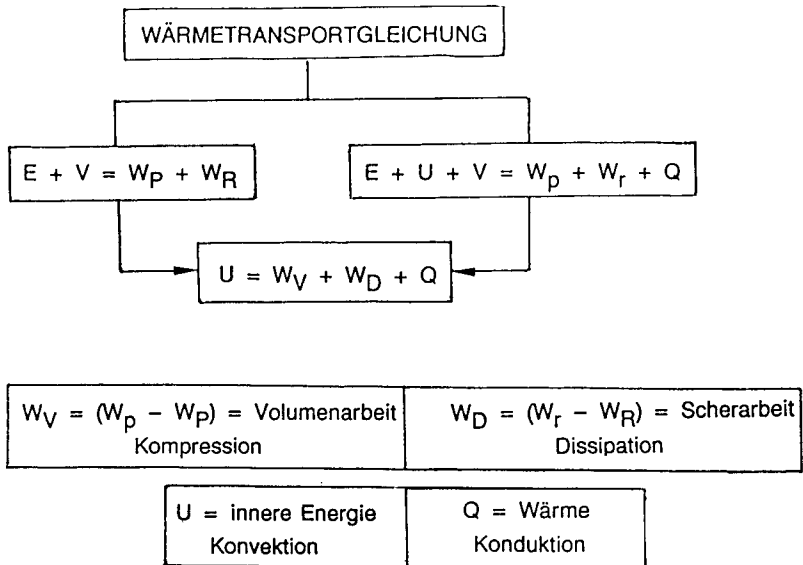 WÄRMETRANSPORTGLEICHUNG
E + V = W_P + W_R
E + U + V = W_p + W_r + Q
U = W_V + W_D + Q
W_V = (W_p − W_P) = Volumenarbeit
Kompression
W_D = (W_r − W_R) = Scherarbeit
Dissipation
U = innere Energie
Konvektion
Q = Wärme
Konduktion